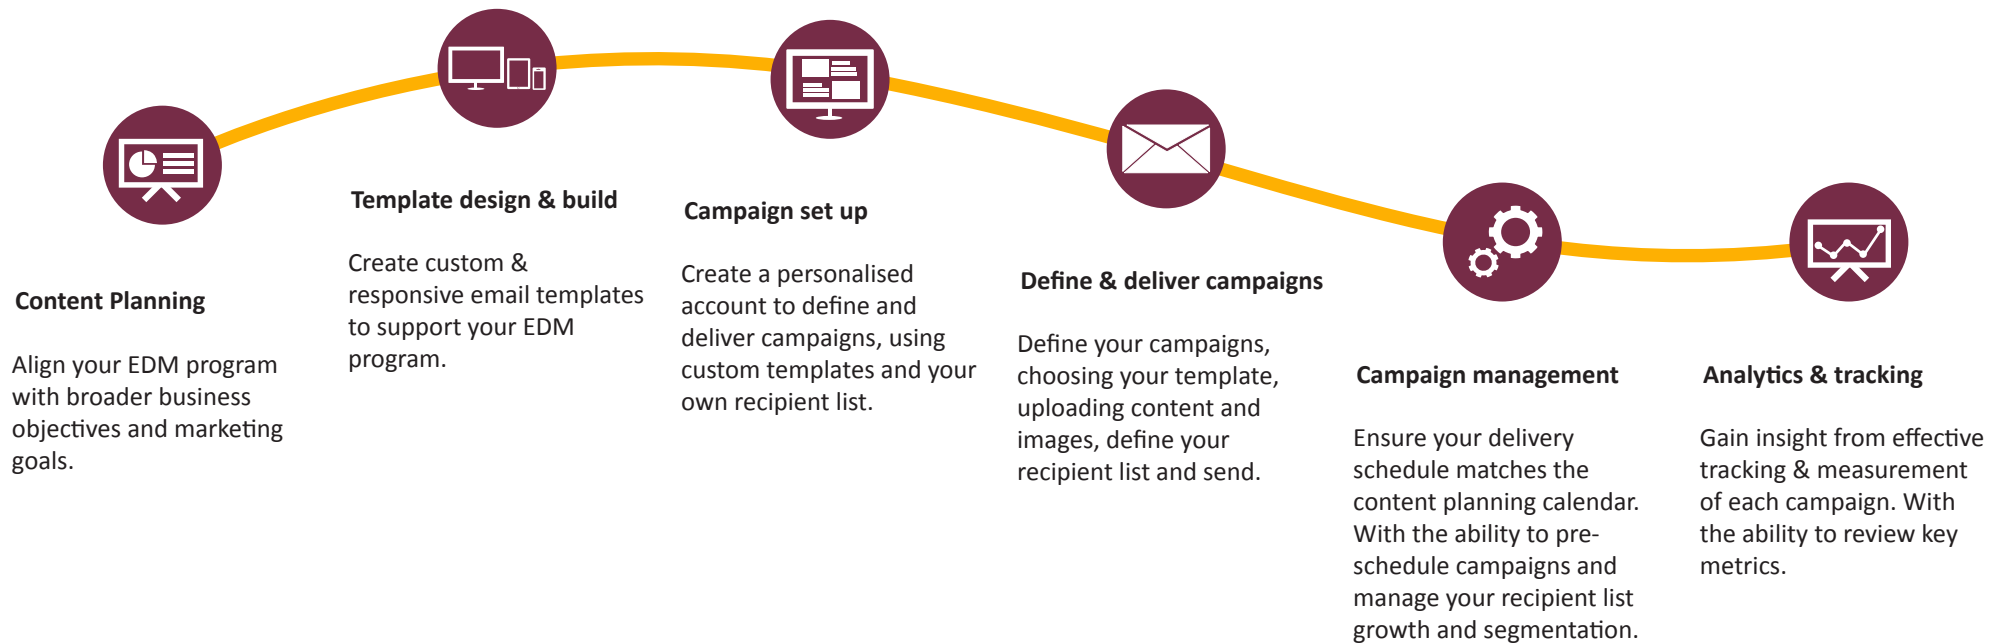 Content Planning
Align your EDM program
with broader business
objectives and marketing
goals.
Template design & build
Create custom &
responsive email templates
to support your EDM
program.
Campaign set up
Create a personalised
account to define and
deliver campaigns, using
custom templates and your
own recipient list.
Define & deliver campaigns
Define your campaigns,
choosing your template,
uploading content and
images, define your
recipient list and send.
Campaign management
Ensure your delivery
schedule matches the
content planning calendar.
With the ability to pre-
schedule campaigns and
manage your recipient list
growth and segmentation.
Analytics & tracking
Gain insight from effective
tracking & measurement
of each campaign. With
the ability to review key
metrics.